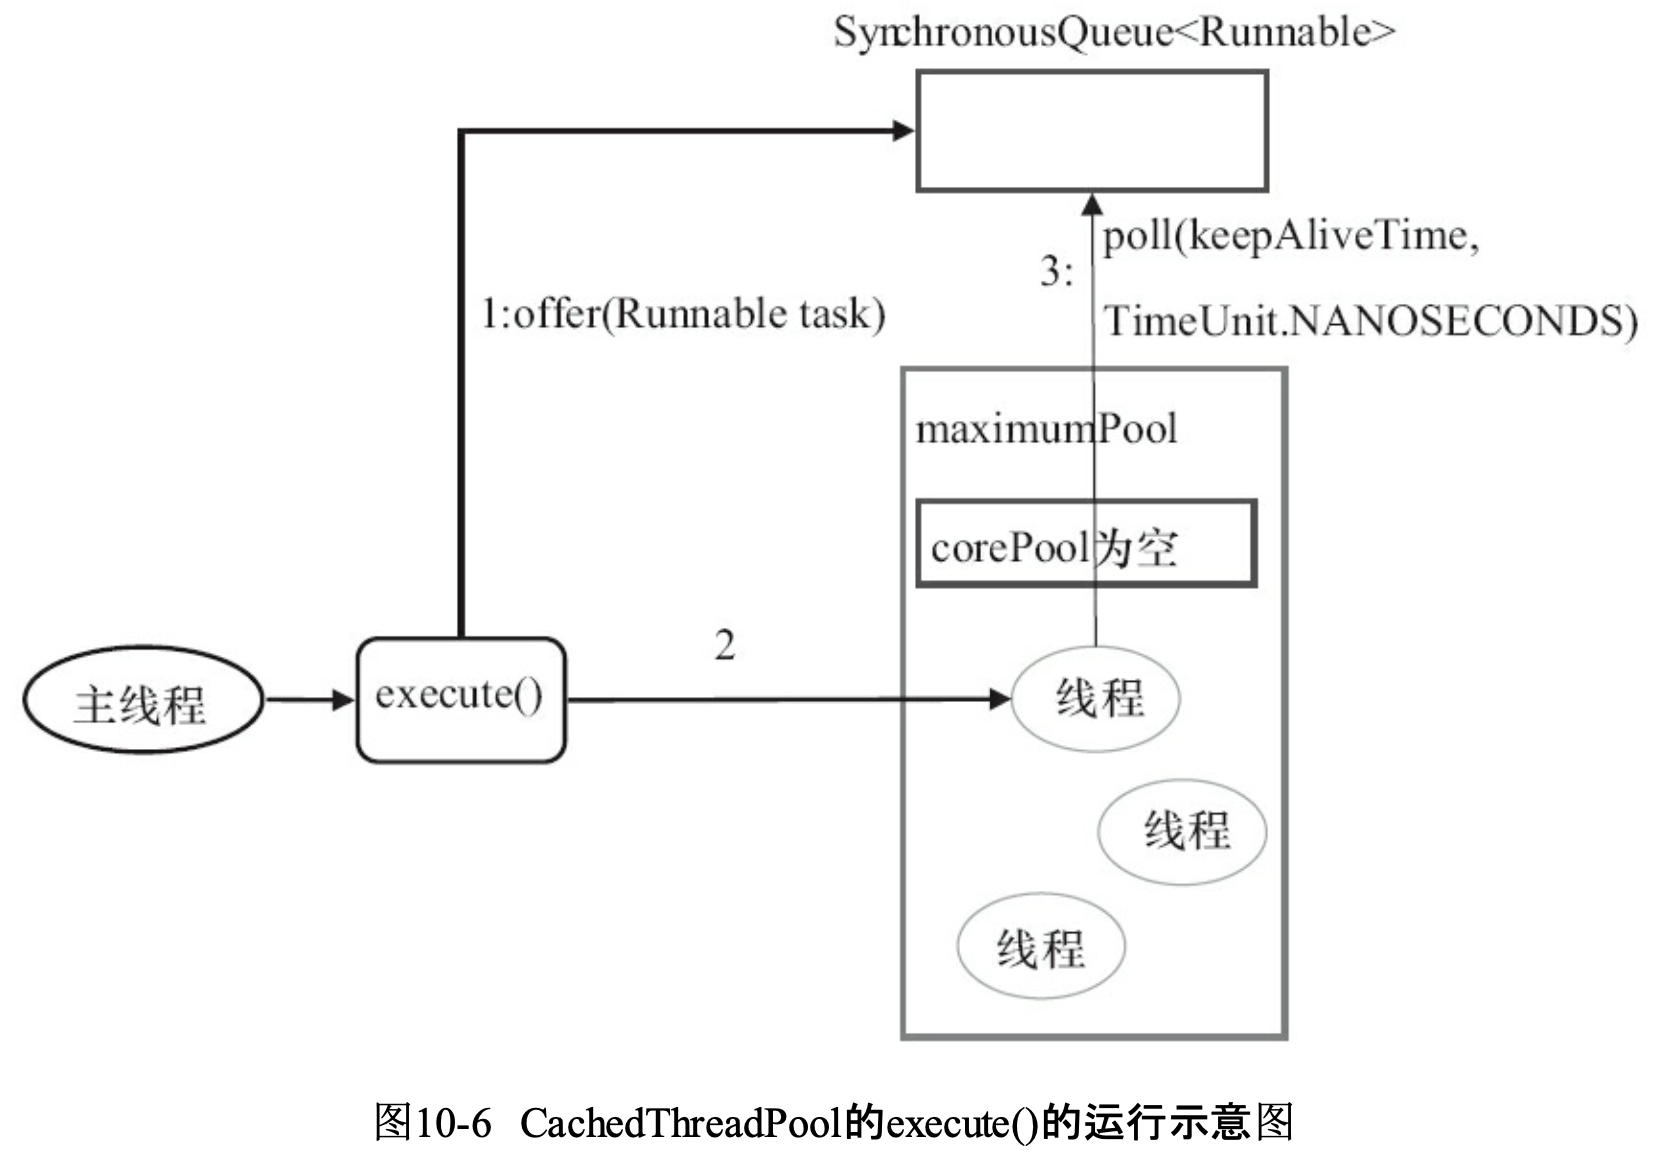 SynchronousQueue<Runnable>
1:offer(Runnable task)
3:
poll(keepAliveTime,
TimeUnit.NANOSECONDS)
maximumPool
corePool为空
主线程
execute()
2
线程
线程
线程
图10-6 CachedThreadPool的execute()的运行示意图